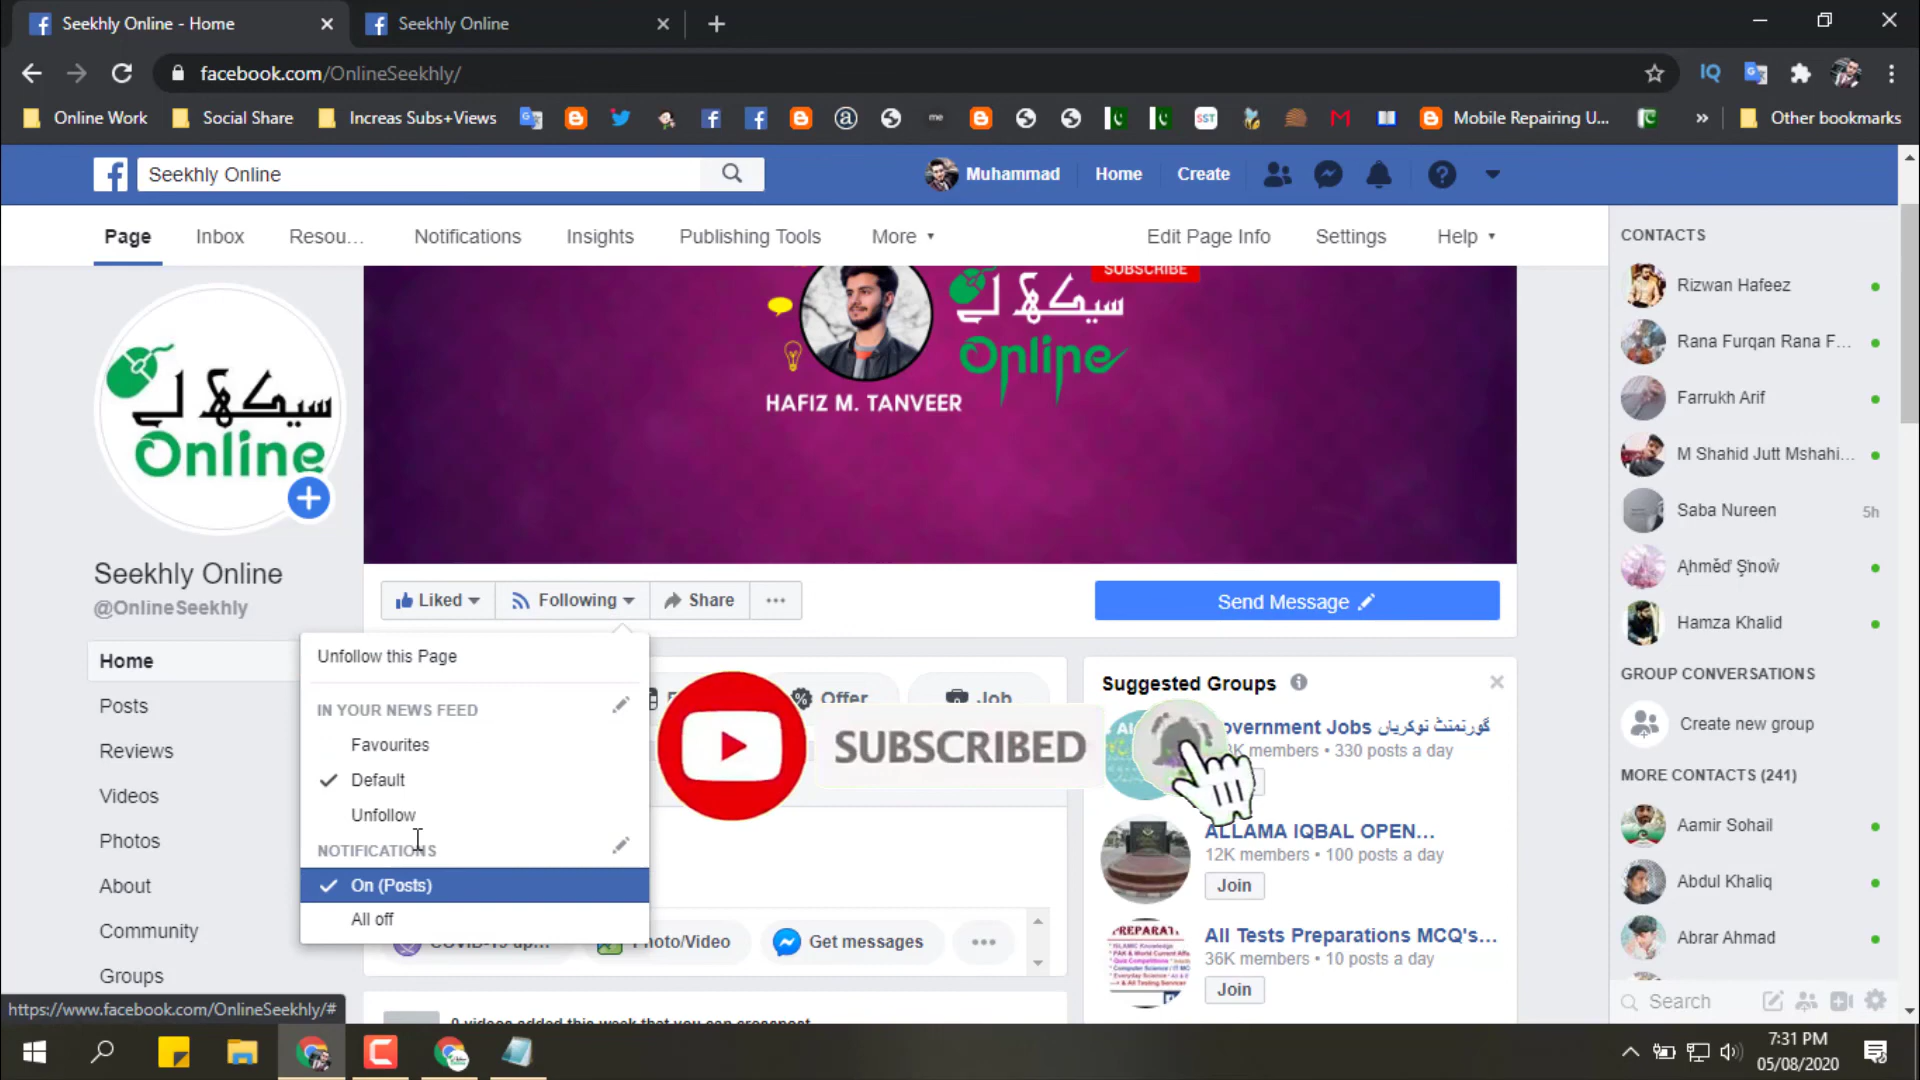 Seekhly Online - Home
Seekhly Online
facebook.com/OnlineSeekhly/
Online Work
Social Share
Increas Subs+Views
me
SST
Mobile Repairing U...
»
Other bookmarks
Seekhly Online
Muhammad
Home
Create
Page
Inbox
Resou...
Notifications
Insights
Publishing Tools
More
Edit Page Info
Settings
Help
SUBSCRIBE
سیکھ لے
Online
HAFIZ M. TANVEER
سیکھ لے
Online
Seekhly Online
@OnlineSeekhly
Liked
Following
Share
Send Message
Home
Posts
Reviews
Videos
Photos
About
Community
Groups
Unfollow this Page
IN YOUR NEWS FEED
Favourites
Default
Unfollow
NOTIFICATIONS
On (Posts)
All off
Offer
Job
SUBSCRIBED
Photo/Video
Get messages
Suggested Groups
Government Jobs گورنمنٹ نوکریاں
members • 330 posts a day
ALLAMA IQBAL OPEN...
12K members • 100 posts a day
Join
All Tests Preparations MCQ's...
36K members • 10 posts a day
Join
CONTACTS
Rizwan Hafeez
Rana Furqan Rana F...
Farrukh Arif
M Shahid Jutt Mshahi...
Saba Nureen
5h
Ąhměď Şhoŵ
Hamza Khalid
GROUP CONVERSATIONS
Create new group
MORE CONTACTS (241)
Aamir Sohail
Abdul Khaliq
Abrar Ahmad
Search
https://www.facebook.com/OnlineSeekhly/#
7:31 PM
05/08/2020